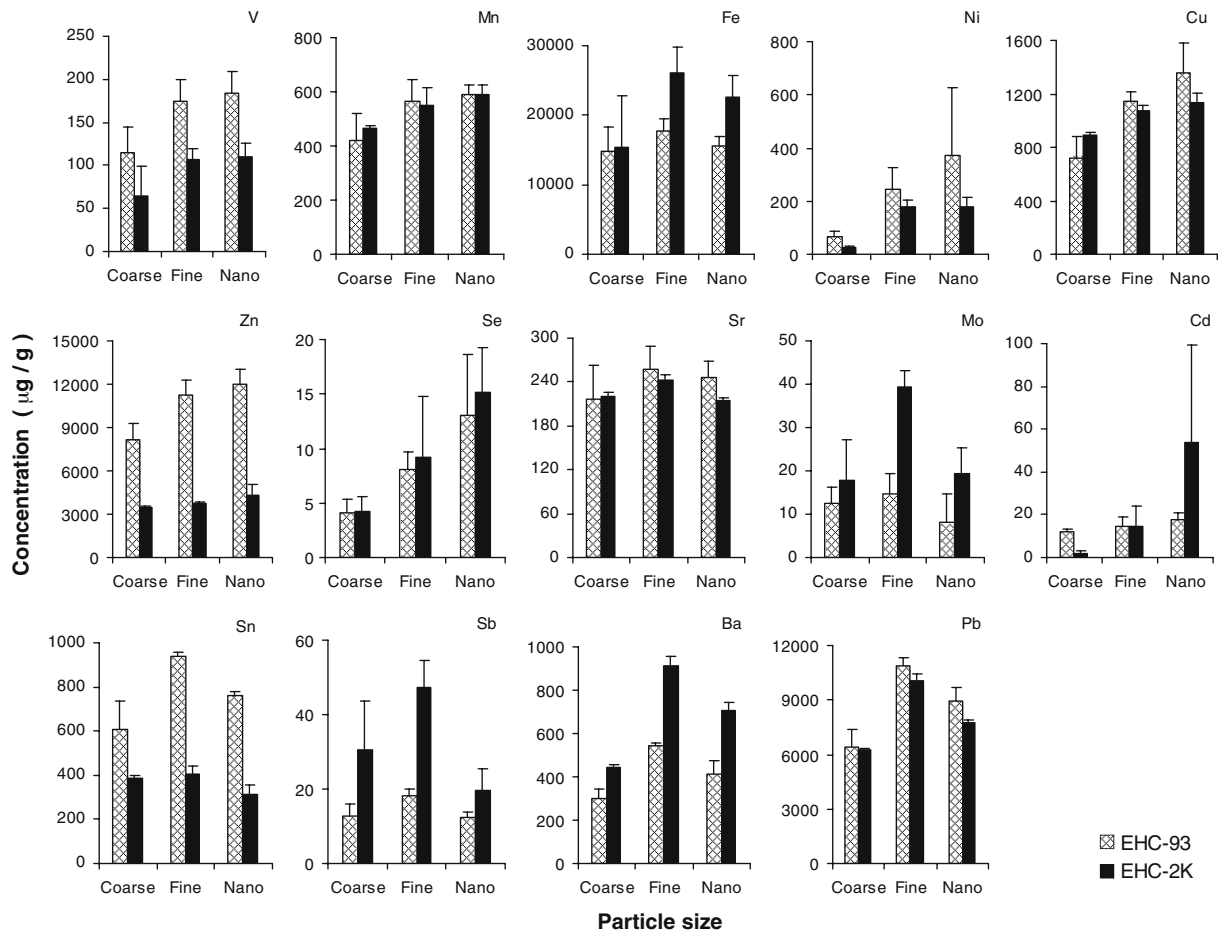 V
Mn
Fe
Ni
Cu
250
200
150
100
50
0
800
600
400
200
0
30000
20000
10000
0
800
600
400
200
0
1600
1200
800
400
0
Coarse Fine Nano
Coarse Fine Nano
Coarse Fine Nano
Coarse Fine Nano
Coarse Fine Nano
Concentration ( μg / g)
Zn
Se
Sr
Mo
Cd
15000
12000
9000
6000
3000
0
20
15
10
5
0
300
240
180
120
60
0
50
40
30
20
10
0
100
80
60
40
20
0
Coarse Fine Nano
Coarse Fine Nano
Coarse Fine Nano
Coarse Fine Nano
Coarse Fine Nano
Sn
Sb
Ba
Pb
1000
800
600
400
200
0
60
40
20
0
1000
800
600
400
200
0
12000
9000
6000
3000
0
Coarse Fine Nano
Coarse Fine Nano
Coarse Fine Nano
Coarse Fine Nano
EHC-93
EHC-2K
Particle size